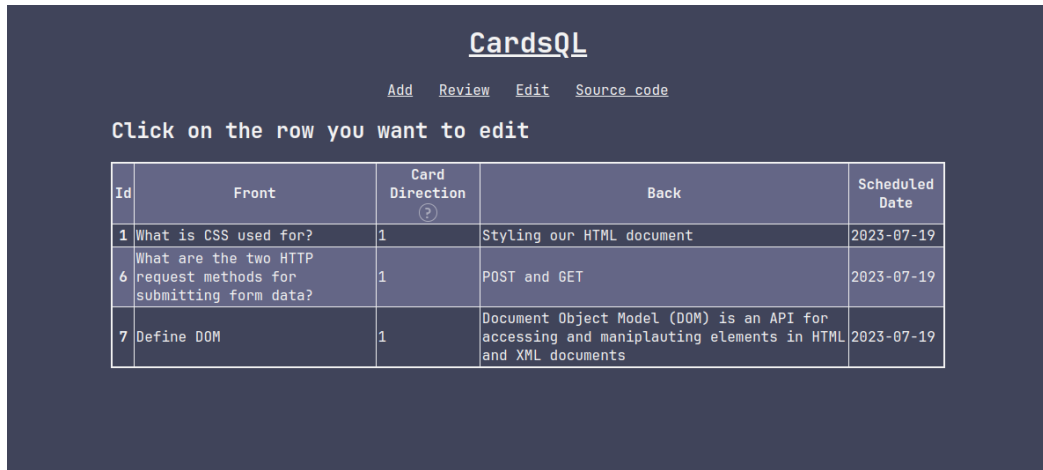 CardsQL
Add Review Edit Source code
Click on the row you want to edit
Id Front Card Direction ? Back Scheduled Date
1 What is CSS used for? 1 Styling our HTML document 2023-07-19
What are the two HTTP
6 request methods for 1 POST and GET 2023-07-19
submitting form data?
Document Object Model (DOM) is an API for
7 Define DOM 1 accessing and maniplauting elements in HTML 2023-07-19
and XML documents